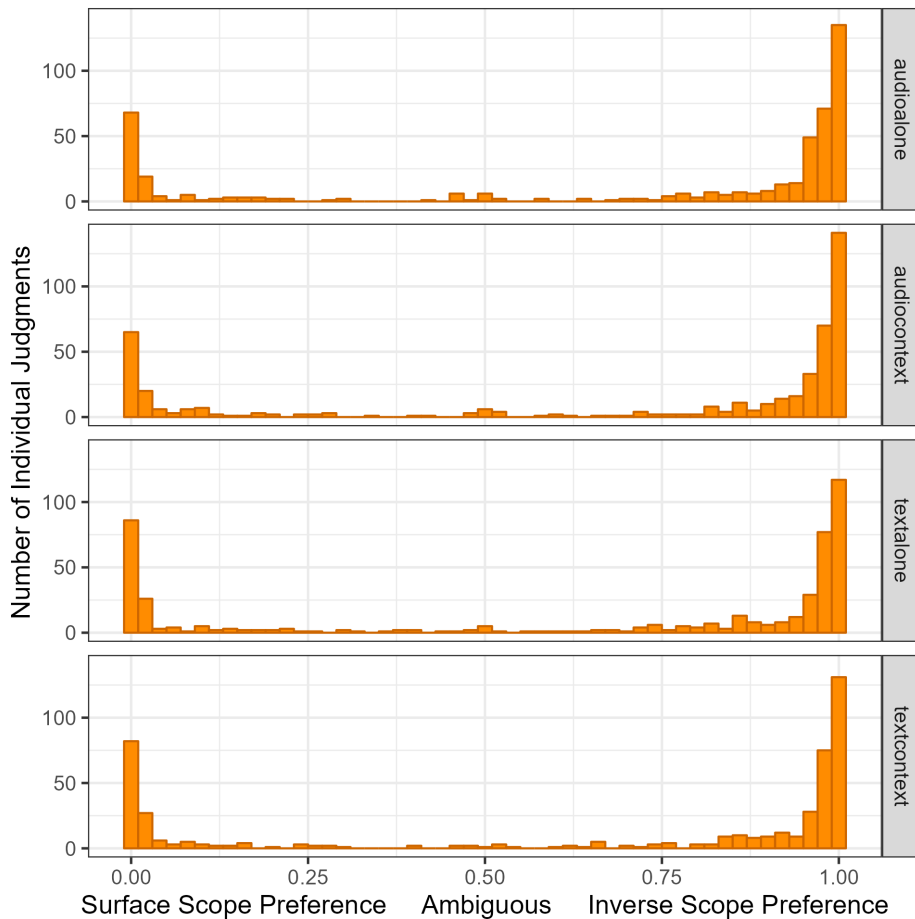 Number of Individual Judgments
100
50
0
audioalone
100
50
0
audiocontext
100
50
0
textalone
100
50
0
textcontext
0.00 0.25 0.50 0.75 1.00
Surface Scope Preference Ambiguous Inverse Scope Preference